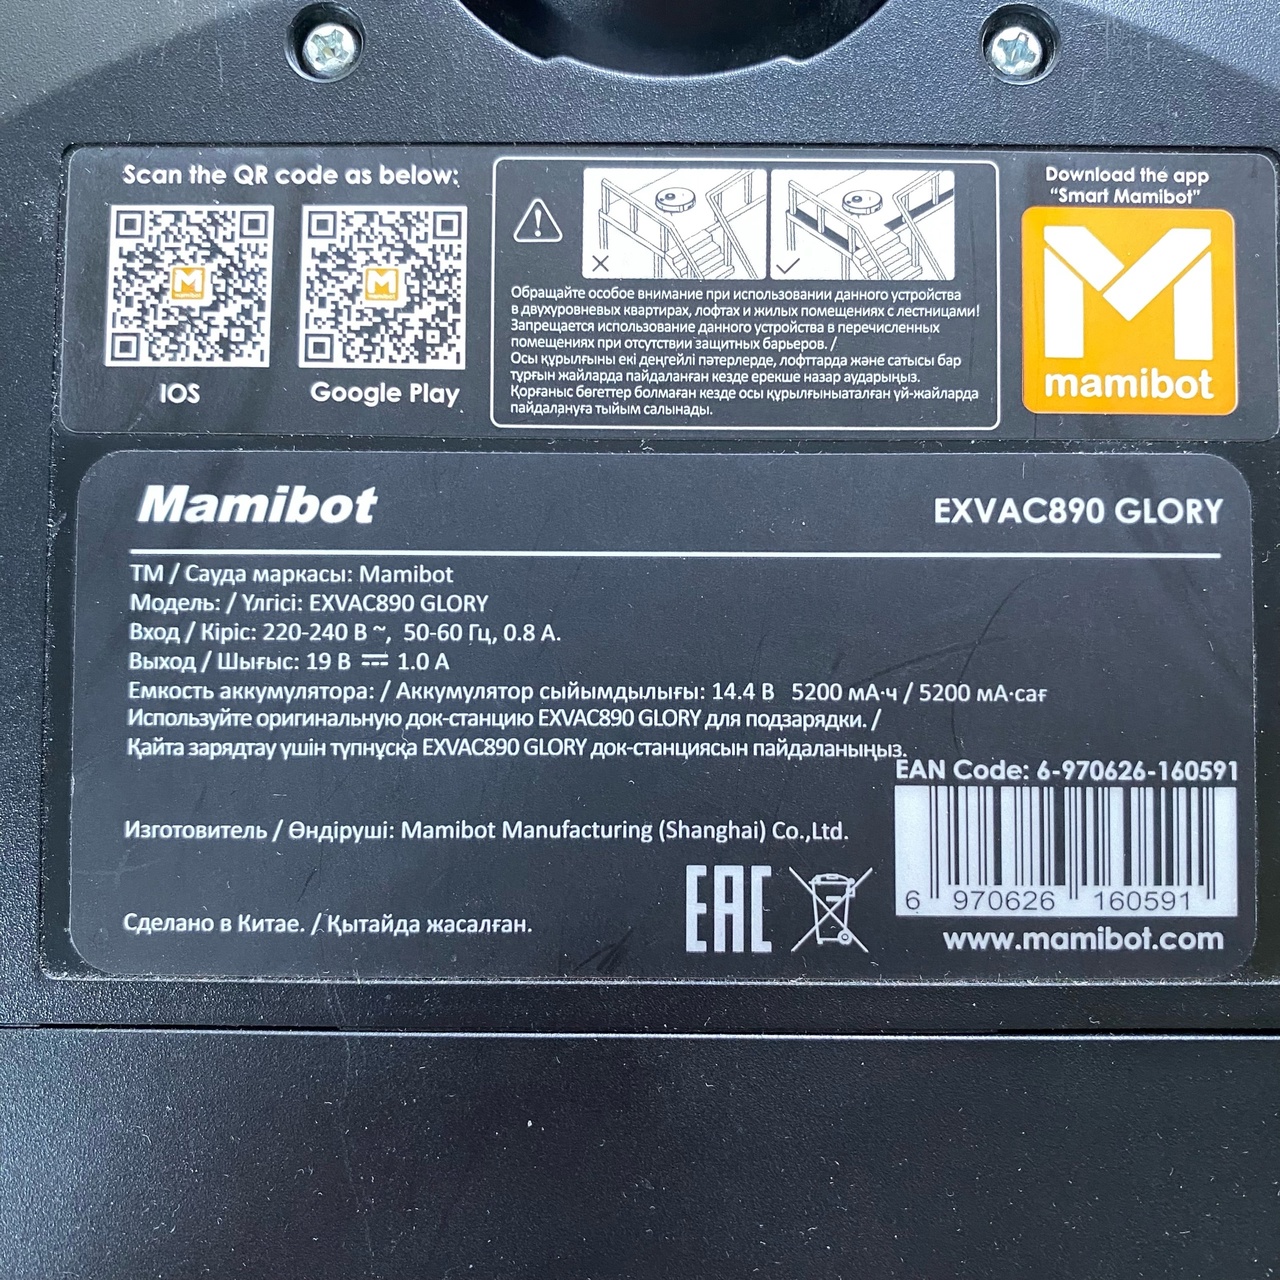 Scan the QR code as below:
mamibot
mamibot
IOS
Google Play
Обращайте особое внимание при использовании данного устройства
в двухуровневых квартирах, лофтах и жилых помещениях с лестницами!
Запрещается использование данного устройства в перечисленных
помещениях при отсутствии защитных барьеров. /
Осы құрылғыны екі деңгейлі пәтерлерде, лофттарда және сатысы бар
тұрғын жайларда пайдаланған кезде ерекше назар аударыңыз.
Қорғаныс бөгеттер болмаған кезде осы құрылғыныаталған үй-жайларда
пайдалануға тыйым салынады.
Download the app
"Smart Mamibot"
mamibot
Mamibot
EXVAC890 GLORY
ТМ / Сауда маркасы: Mamibot
Модель: / Үлгісі: EXVAC890 GLORY
Вход / Кіріс: 220-240 В ~, 50-60 Гц, 0.8 А.
Выход / Шығыс: 19 В ⎓ 1.0 А
Емкость аккумулятора: / Аккумулятор сыйымдылығы: 14.4 В 5200 мА·ч / 5200 мА·сағ
Используйте оригинальную док-станцию EXVAC890 GLORY для подзарядки. /
Қайта зарядтау үшін түпнұсқа EXVAC890 GLORY док-станциясын пайдаланыңыз.
EAN Code: 6-970626-160591
Изготовитель / Өндіруші: Mamibot Manufacturing (Shanghai) Co.,Ltd.
6 970626 160591
EAC
Сделано в Китае. / Қытайда жасалған.
www.mamibot.com